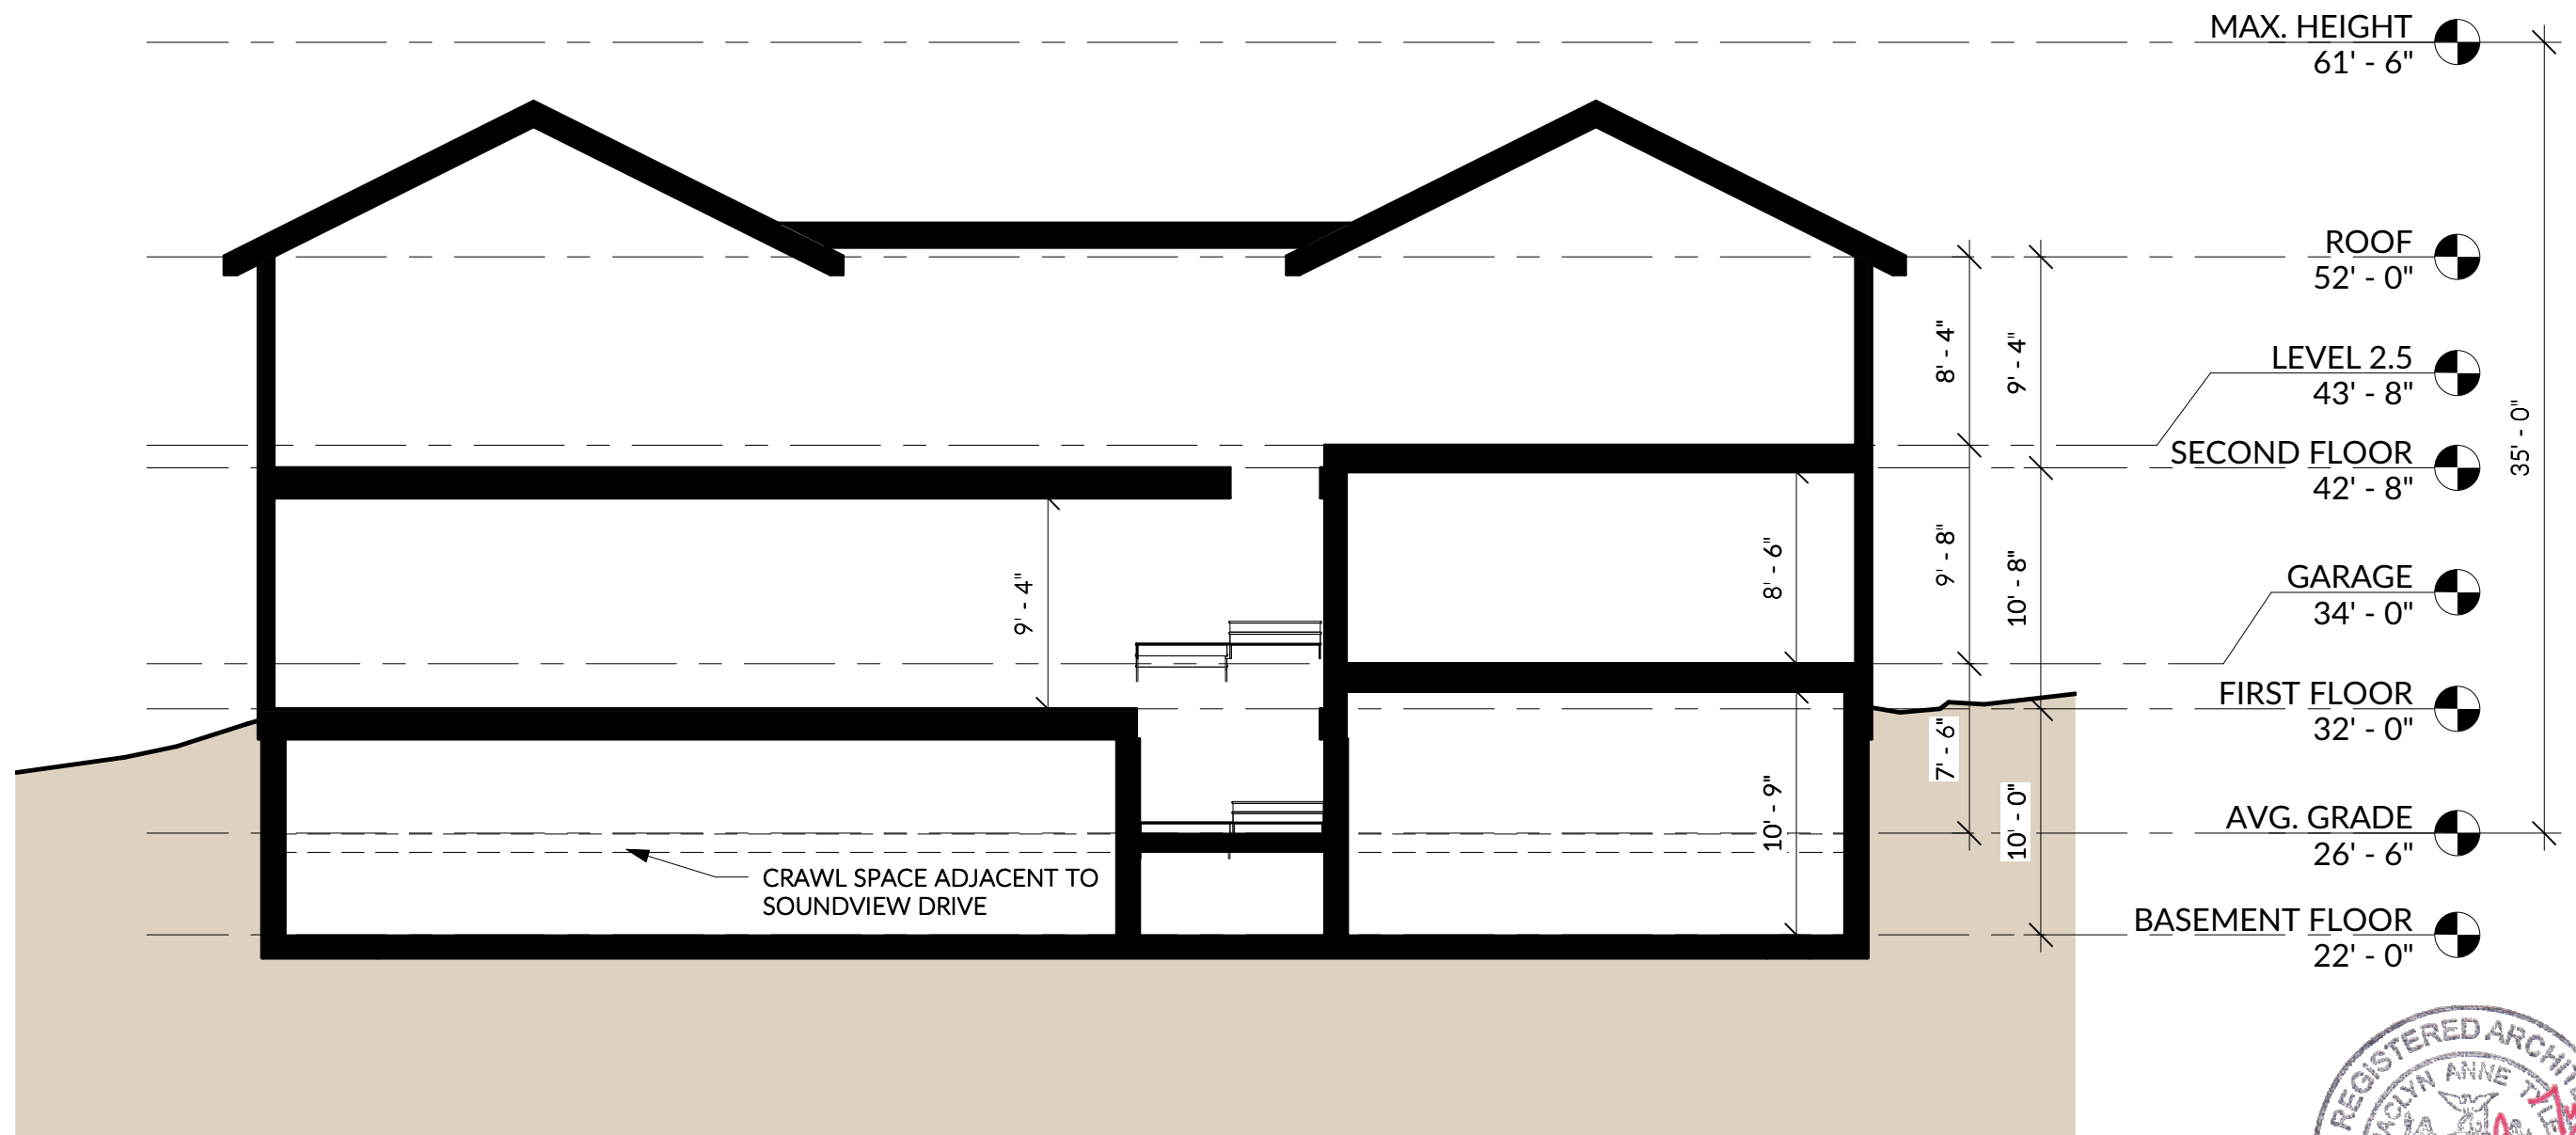 MAX. HEIGHT
61' - 6"
ROOF
52' - 0"
8' - 4"
9' - 4"
LEVEL 2.5
43' - 8"
35' - 0"
SECOND FLOOR
42' - 8"
9' - 4"
8' - 6"
9' - 8"
10' - 8"
GARAGE
34' - 0"
FIRST FLOOR
32' - 0"
7' - 6"
10' - 9"
10' - 0"
AVG. GRADE
26' - 6"
CRAWL SPACE ADJACENT TO
SOUNDVIEW DRIVE
BASEMENT FLOOR
22' - 0"
REGISTERED
ANNE